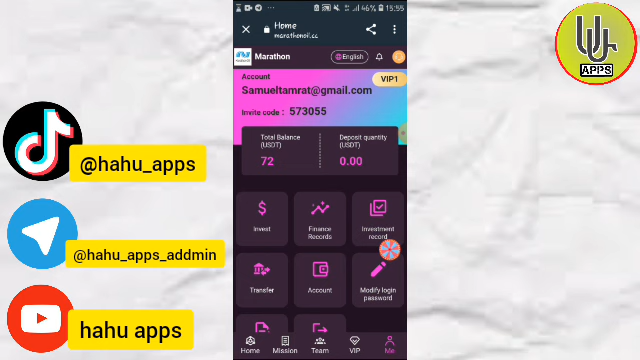 15:55
46%
Home
marathonoil.cc
Marathon
English
Account
VIP1
Samueltamrat@gmail.com
Invite code : 573055
Total Balance
(USDT)
72
Deposit quantity
(USDT)
0.00
invest
Finance
Records
Investment
record
Transfer
Account
Modify login
password
Home
Mission
Team
VIP
Me
@hahu_apps
@hahu_apps_addmin
hahu apps
APPS